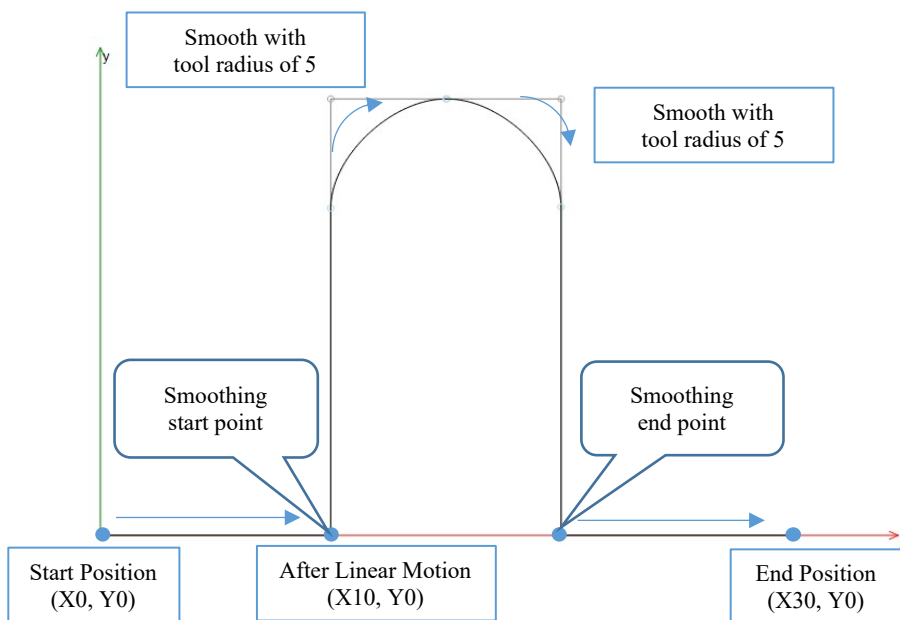 Smooth with
tool radius of 5
y
Smooth with
tool radius of 5
Smoothing
start point
Smoothing
end point
Start Position
(X0, Y0)
After Linear Motion
(X10, Y0)
End Position
(X30, Y0)